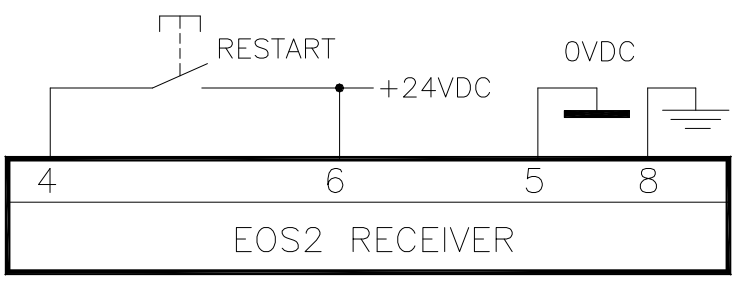 RESTART
0VDC
+24VDC
4 6 5 8
EOS2 RECEIVER